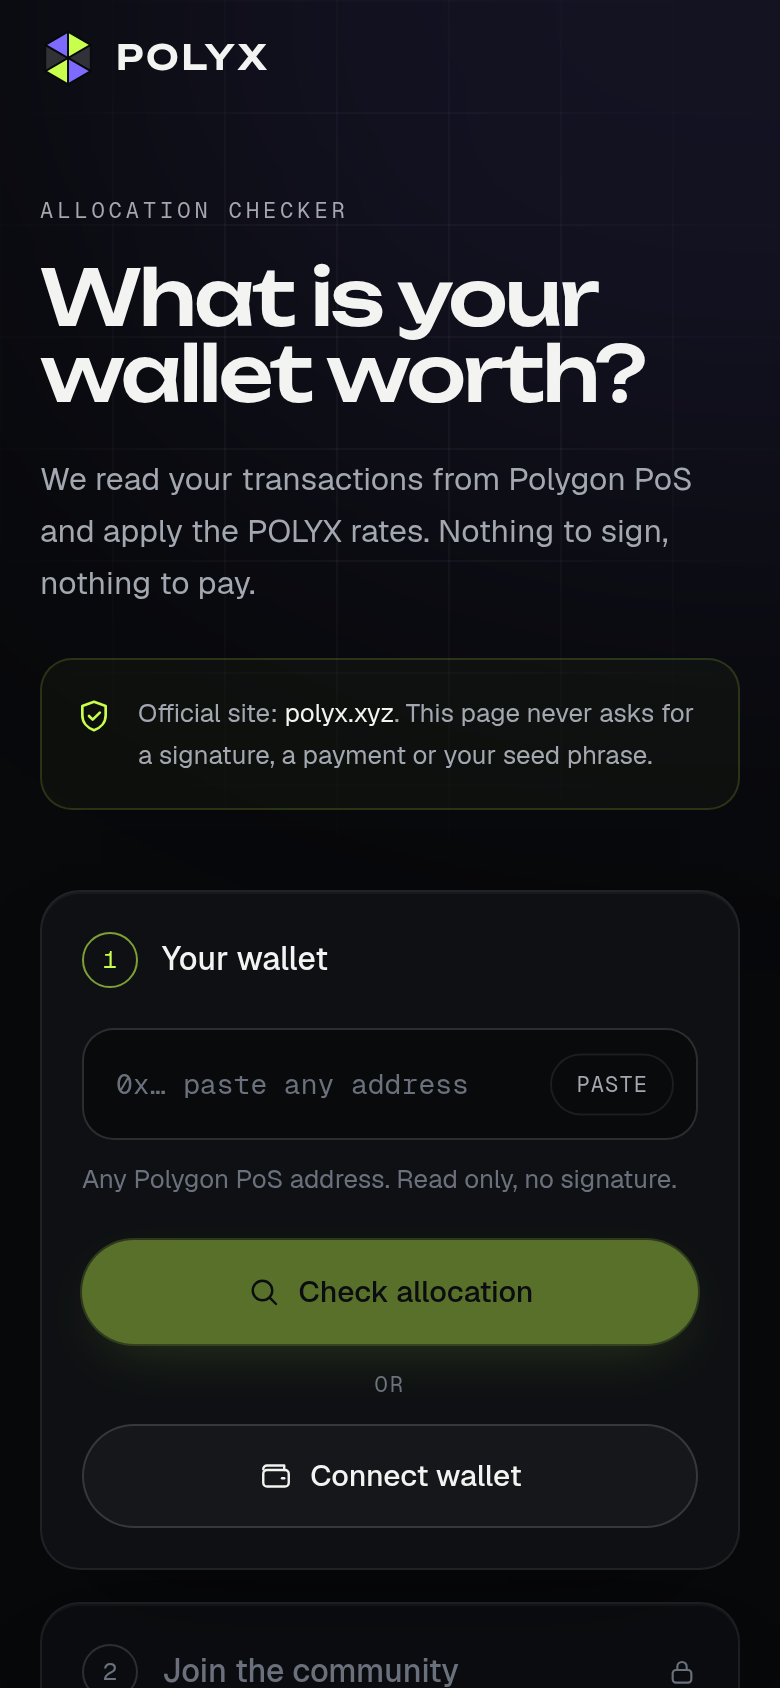 POLYX
ALLOCATION CHECKER
What is your
wallet worth?
We read your transactions from Polygon PoS
and apply the POLYX rates. Nothing to sign,
nothing to pay.
Official site: polyx.xyz. This page never asks for
a signature, a payment or your seed phrase.
1 Your wallet
0x… paste any address PASTE
Any Polygon PoS address. Read only, no signature.
Check allocation
OR
Connect wallet
2 Join the community